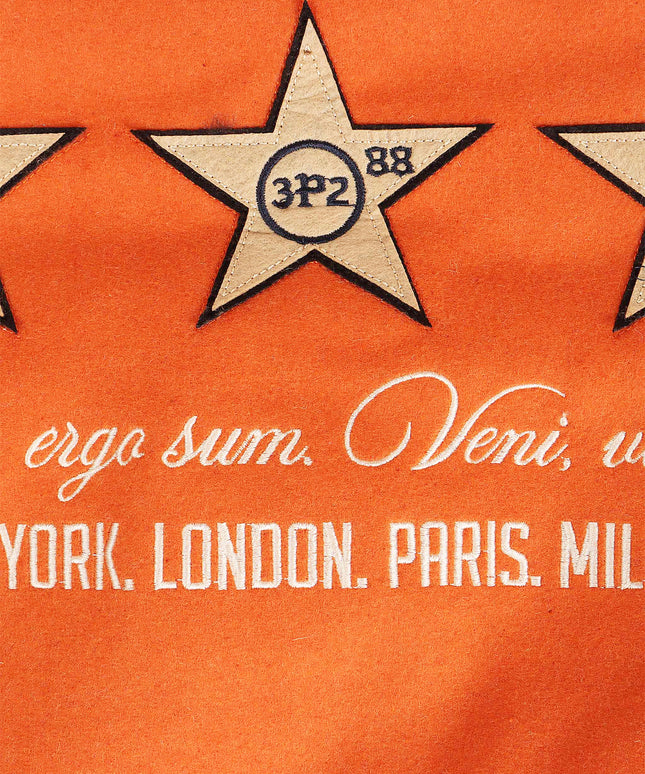 88
3P2
ergo sum. Veni,
YORK. LONDON. PARIS.